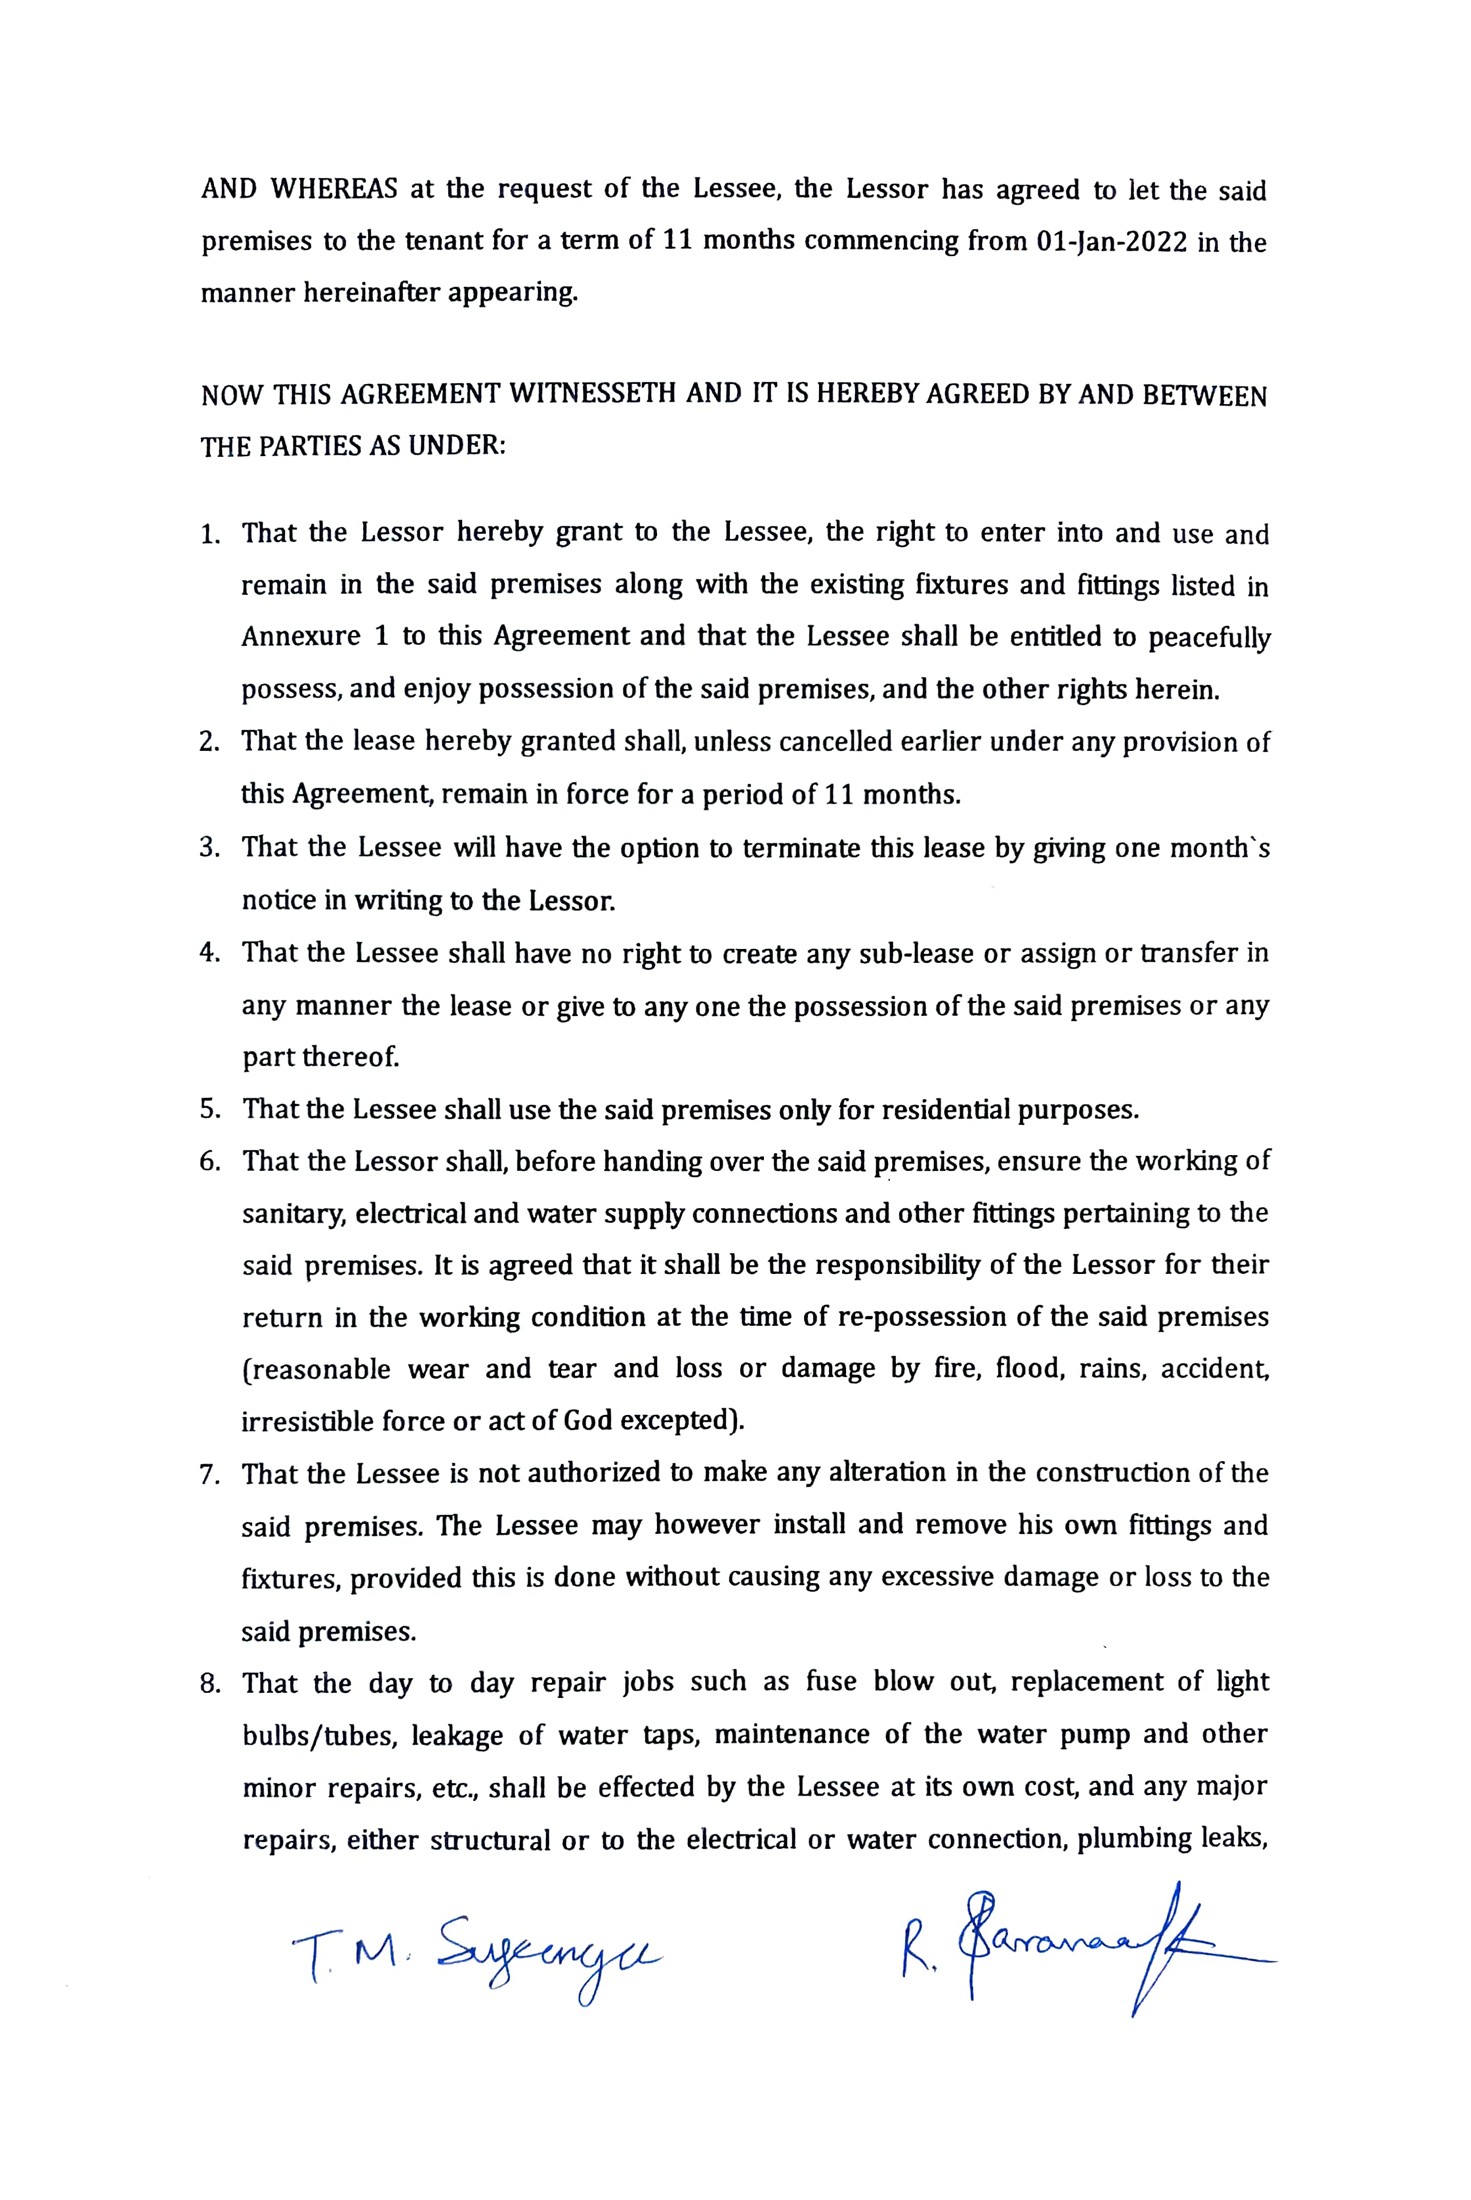 AND WHEREAS at the request of the Lessee, the Lessor has agreed to let the said
premises to the tenant for a term of 11 months commencing from 01-Jan-2022 in the
manner hereinafter appearing.
NOW THIS AGREEMENT WITNESSETH AND IT IS HEREBY AGREED BY AND BETWEEN
THE PARTIES AS UNDER:
1. That the Lessor hereby grant to the Lessee, the right to enter into and use and
remain in the said premises along with the existing fixtures and fittings listed in
Annexure 1 to this Agreement and that the Lessee shall be entitled to peacefully
possess, and enjoy possession of the said premises, and the other rights herein.
2. That the lease hereby granted shall, unless cancelled earlier under any provision of
this Agreement, remain in force for a period of 11 months.
3. That the Lessee will have the option to terminate this lease by giving one month`s
notice in writing to the Lessor.
4. That the Lessee shall have no right to create any sub-lease or assign or transfer in
any manner the lease or give to any one the possession of the said premises or any
part thereof.
5. That the Lessee shall use the said premises only for residential purposes.
6. That the Lessor shall, before handing over the said premises, ensure the working of
sanitary, electrical and water supply connections and other fittings pertaining to the
said premises. It is agreed that it shall be the responsibility of the Lessor for their
return in the working condition at the time of re-possession of the said premises
(reasonable wear and tear and loss or damage by fire, flood, rains, accident,
irresistible force or act of God excepted).
7. That the Lessee is not authorized to make any alteration in the construction of the
said premises. The Lessee may however install and remove his own fittings and
fixtures, provided this is done without causing any excessive damage or loss to the
said premises.
8. That the day to day repair jobs such as fuse blow out, replacement of light
bulbs/tubes, leakage of water taps, maintenance of the water pump and other
minor repairs, etc., shall be effected by the Lessee at its own cost, and any major
repairs, either structural or to the electrical or water connection, plumbing leaks,
T. M. R.